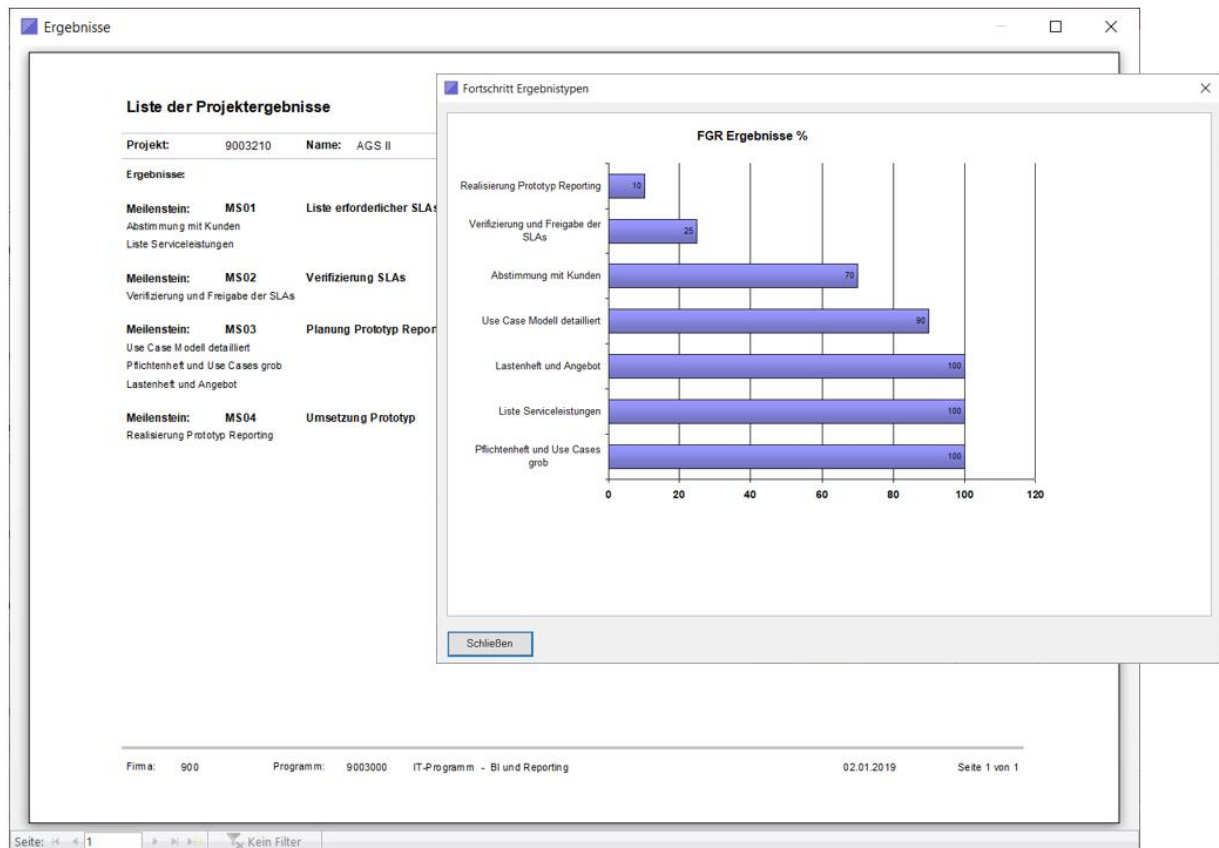 Ergebnisse
Liste der Projektergebnisse
Projekt: 9003210 Name: AGS II
Ergebnisse:
Meilenstein: MS01 Liste erforderlicher SLAs
Abstimmung mit Kunden
Liste Serviceleistungen
Meilenstein: MS02 Verifizierung SLAs
Verifizierung und Freigabe der SLAs
Meilenstein: MS03 Planung Prototyp Repor
Use Case Modell detailliert
Pflichtenheft und Use Cases grob
Lastenheft und Angebot
Meilenstein: MS04 Umsetzung Prototyp
Realisierung Prototyp Reporting
Firma: 900 Programm: 9003000 IT-Programm - BI und Reporting 02.01.2019 Seite 1 von 1
Seite: 1 Kein Filter
Fortschritt Ergebnistypen
FGR Ergebnisse %
Realisierung Prototyp Reporting 10
Verifizierung und Freigabe der
SLAs 25
Abstimmung mit Kunden 70
Use Case Modell detailliert 90
Lastenheft und Angebot 100
Liste Serviceleistungen 100
Pflichtenheft und Use Cases
grob 100
0 20 40 60 80 100 120
Schließen